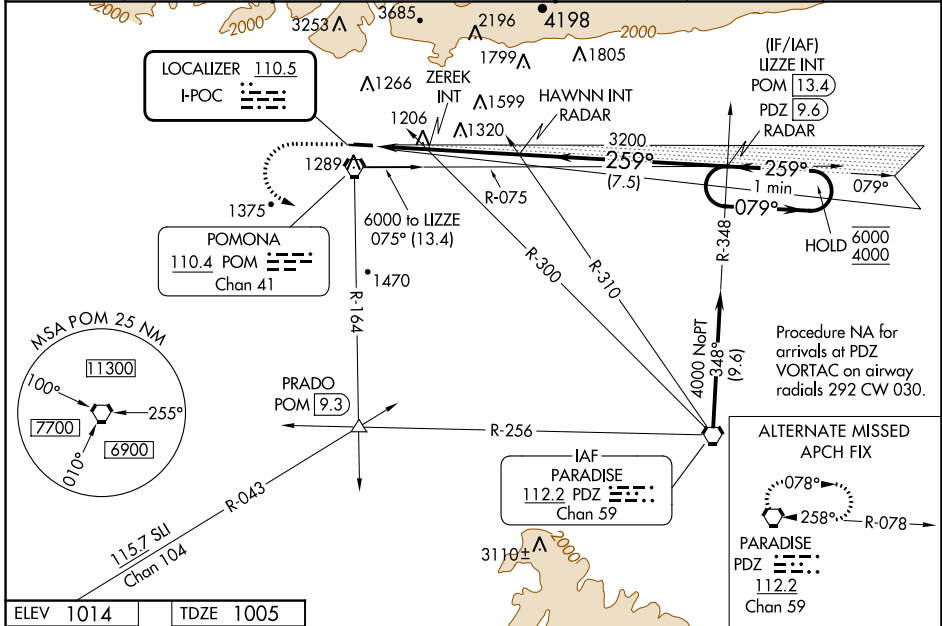 2000
2000
3253
3685
2196
4198
2000
1799
1805
LOCALIZER 110.5
I-POC
1266
ZEREK
INT
1599
HAWNN INT
RADAR
(IF/IAF)
LIZZE INT
POM 13.4
PDZ 9.6
RADAR
1206
1320
3200
1289
259°
(7.5)
259°
1 min
079°
079°
R-075
6000 to LIZZE
075° (13.4)
1375
HOLD 6000
4000
POMONA
110.4 POM
Chan 41
1470
R-164
R-300
R-310
R-348
4000 NoPT
348°
(9.6)
Procedure NA for
arrivals at PDZ
VORTAC on airway
radials 292 CW 030.
MSA POM 25 NM
11300
100°
255°
7700
6900
010°
PRADO
POM 9.3
R-256
IAF
PARADISE
112.2 PDZ
Chan 59
R-043
115.7 SLI
Chan 104
3110±
2000
ALTERNATE MISSED
APCH FIX
078°
258°
R-078
PARADISE
PDZ
112.2
Chan 59
ELEV 1014
TDZE 1005